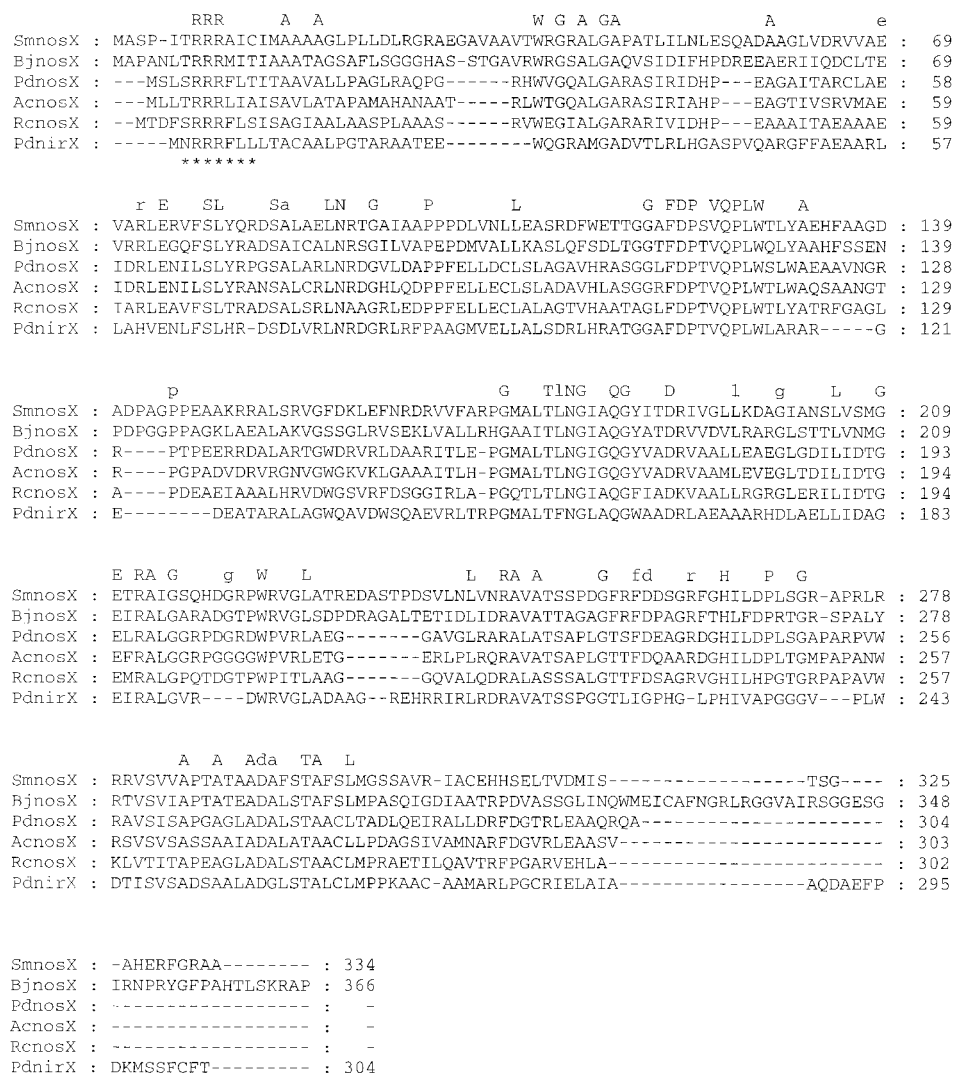 RRR A A W G A GA A e
SmnosX : MASP-ITRRRAICIMAAAAGLPLLDLRGRAEGAVAAVTWRGRALGAPATLILNLESQADAAGLVDRVVAE : 69
BjnosX : MAPANLTRRRMITIAAATAGSAFLSGGHAS-STGAVRWRGSALGAQVSIDIFHPDREEAERIIQDCLTE : 69
PdnosX : ---MSLSRRRFLTITAAVALLPAGLRAQPG------RHWVGQALGARASIRIDHP---EAGAITARCLAE : 58
AcnosX : ----MLLTRRRLIAISAVLATAPAMAHANAAT------RLWTGQALGARASIRIAHP---EAGTIVSRVMAE : 59
RcnosX : --MTDFSRRRFLSISAGIAALAASPLAAAS------RVWEGIALGARARIVIDHP---EAAAITAEAAAE : 59
PdnirX : -----MNRRRFLLLTACAALPGTARAATEE--------WQGRAMGADVTLRLHGASPVQARGFFAEAARL : 57
*******
r E SL Sa LN G P L G FDP VQPLW A
SmnosX : VARLERVFSLYQRDSALAELNRTGAIAAPPPDLVNLLEASRDFWETTGGAFDPSVQPLWTLYAEHFAAGD : 139
BjnosX : VRRLEGQFSLYRADSAICALNRSGILVAPEPDMVALLKASLQFSDLTGGTFDPTVQPLWQLYAAHFSSEN : 139
PdnosX : IDRLENILSLYRPGSALARLNRDGVLDAPPFELLDCLSLAGAVHRASGGLFDPTVQPLWSLWAEAAVNGR : 128
AcnosX : IDRLENILSLYRANSALCRLNRDGHLQDPPFELLECLSLADAVHLASGGRFDPTVQPLWTLWAQSAANGT : 129
RcnosX : IARLEAVFSLTRADSALSRLNAAGRLEDPPFELLECLALAGTVHAATAGLFDPTVQPLWTLYATRFGAGL : 129
PdnirX : LAHVENLFSLHR-DSDLVRLNRDGRLRFPAAGMVELLALSDRLHRATGGAFDPTVQPLWLARAR-----G : 121
p G TlNG QG D l g L G
SmnosX : ADPAGPPEAAKRRALSRVGFDKLEFNRDRVVFARPGMALTLNGIAQGYITDRIVGLLKDAGIANSLVSMG : 209
BjnosX : PDPGGPPAGKLAEALAKVGSSGLRVSEKLVALLRHGAAITLNGIAQGYATDRVVDVLRARGLSTTLVNMG : 209
PdnosX : R----PTPEERRDALARTGWDRVRLDAARITLE-PGMALTLNGIGQGYVADRVAALLEAEGLGDILIDTG : 193
AcnosX : R----PGPADVDRVRGNVGWGKVKLGAAAITLH-PGMALTLNGIGQGYVADRVAAMLEVEGLTDILIDTG : 194
RcnosX : A----PDEAEIAAALHRVDWGSVRFDSGGIRLA-PGQTLTLNGIAQGFIADKVAALLRGRGLERILIDTG : 194
PdnirX : E--------DEATARALAGWQAVDWSQAEVRLTRPGMALTFNGLAQGWAADRLAEAAARHDLAELLIDAG : 183
E RA G g W L L RA A G fd r H P G
SmnosX : ETRAIGSQHDGRPWRVGLATREDASTPDSVLNLVNRAVATSSPDGFRFDDSGRFGHILDPLSGR-APRLR : 278
BjnosX : EIRALGARADGTPWRVGLSDPDRAGALTETIDLIDRAVATTAGAGFRFDPAGRFTHLFDPRTGR-SPALY : 278
PdnosX : ELRALGGRPDGRDWPVRLAEG-------GAVGLRARALATSAPLGTSFDEAGRDGHILDPLSGAPARPVW : 256
AcnosX : EFRALGGRPGGGGWPVRLETG-------ERLPLRQRAVATSAPLGTTFDQAARDGHILDPLTGMPAPANW : 257
RcnosX : EMRALGPQTDGTPWPITLAAG-------GQVALQDRALASSSALGTTFDSAGRVGHILHPGTGRPAPAVW : 257
PdnirX : EIRALGVR----DWRVGLADAAG--REHRRIRLRDRAVATSSPGGTLIGPHG-LPHIVAPGGGV---PLW : 243
A A Ada TA L
SmnosX : RRVSVVAPTATAADAFSTAFSLMGSSAVR-IACEHHSELTVDMIS------------------TSG---- : 325
BjnosX : RTVSVIAPTATEADALSTAFSLMPASQIGDIAATRPDVASSGLINQWMEICAFNGRLRGGVAIRSGGESG : 348
PdnosX : RAVSISAPGAGLADALSTAACLTADLQEIRALLDRFDGTRLEAAQRQA---------------------- : 304
AcnosX : RSVSVSASSAAIADALATAACLLPDAGSIVAMNARFDGVRLEAASV------------------------ : 303
RcnosX : KLVTITAPEAGLADALSTAACLMPRAETILQAVTRFPGARVEHLA------------------------- : 302
PdnirX : DTISVSADSAALADGLSTALCLMPPKAAC-AAMARLPGCRIELAIA------------------AQDAEFP : 295
SmnosX : -AHERFGRAA-------- : 334
BjnosX : IRNPRYGFPAHTLSKRAP : 366
PdnosX : ------------------ : -
AcnosX : ------------------ : -
RcnosX : ------------------ : -
PdnirX : DKMSSFCFT--------- : 304